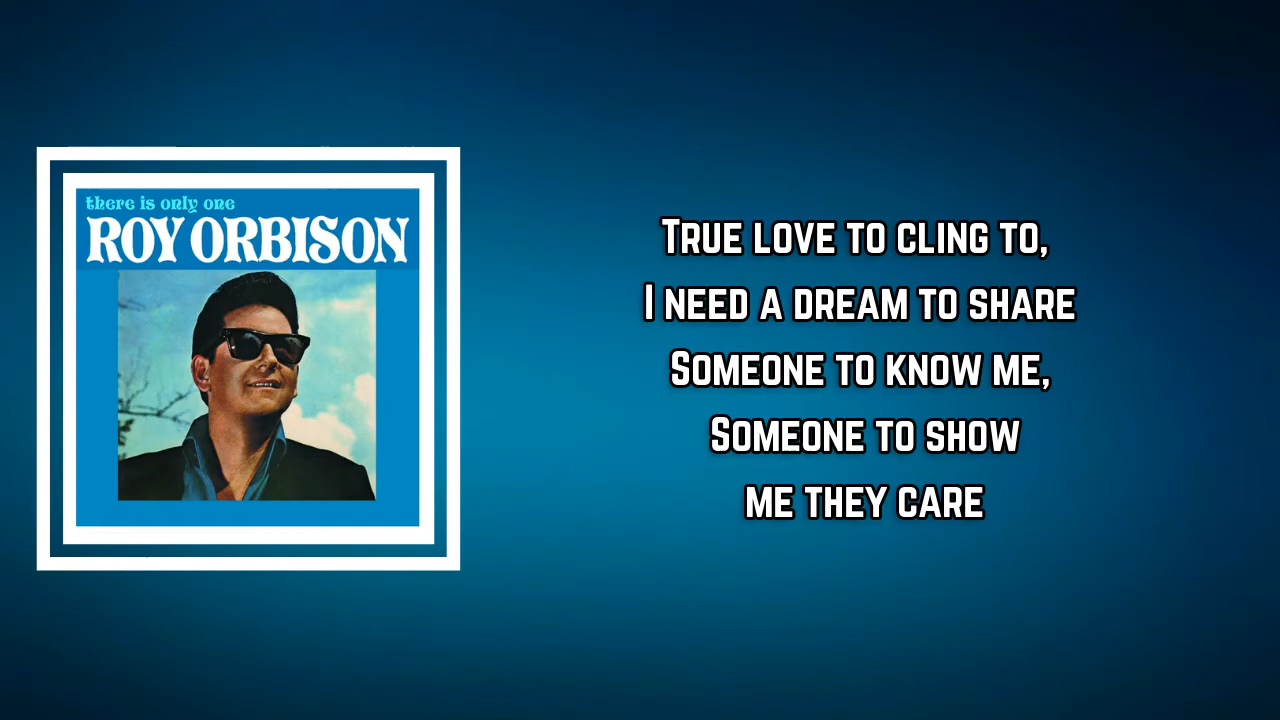 there is only one
ROY ORBISON
True love to cling to,
I need a dream to share
Someone to know me,
Someone to show
me they care